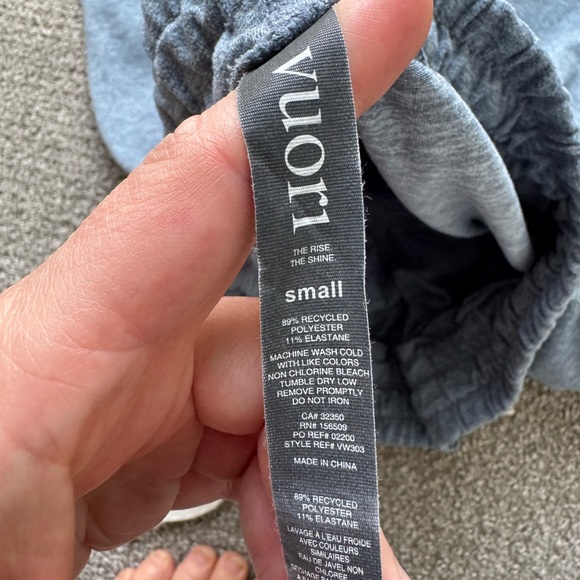 vuori
THE RISE.
THE SHINE.
small
89% RECYCLED
POLYESTER
11% ELASTANE
MACHINE WASH COLD
WITH LIKE COLORS
NON CHLORINE BLEACH
TUMBLE DRY LOW
REMOVE PROMPTLY
DO NOT IRON
CA# 32350
RN# 156509
PO REF# 02200
STYLE REF# VW303
MADE IN CHINA
89% RECYCLED
POLYESTER
11% ELASTANE
LAVAGE À L'EAU FROIDE
AVEC COULEURS
SIMILAIRES
EAU DE JAVEL NON
CHLORÉE